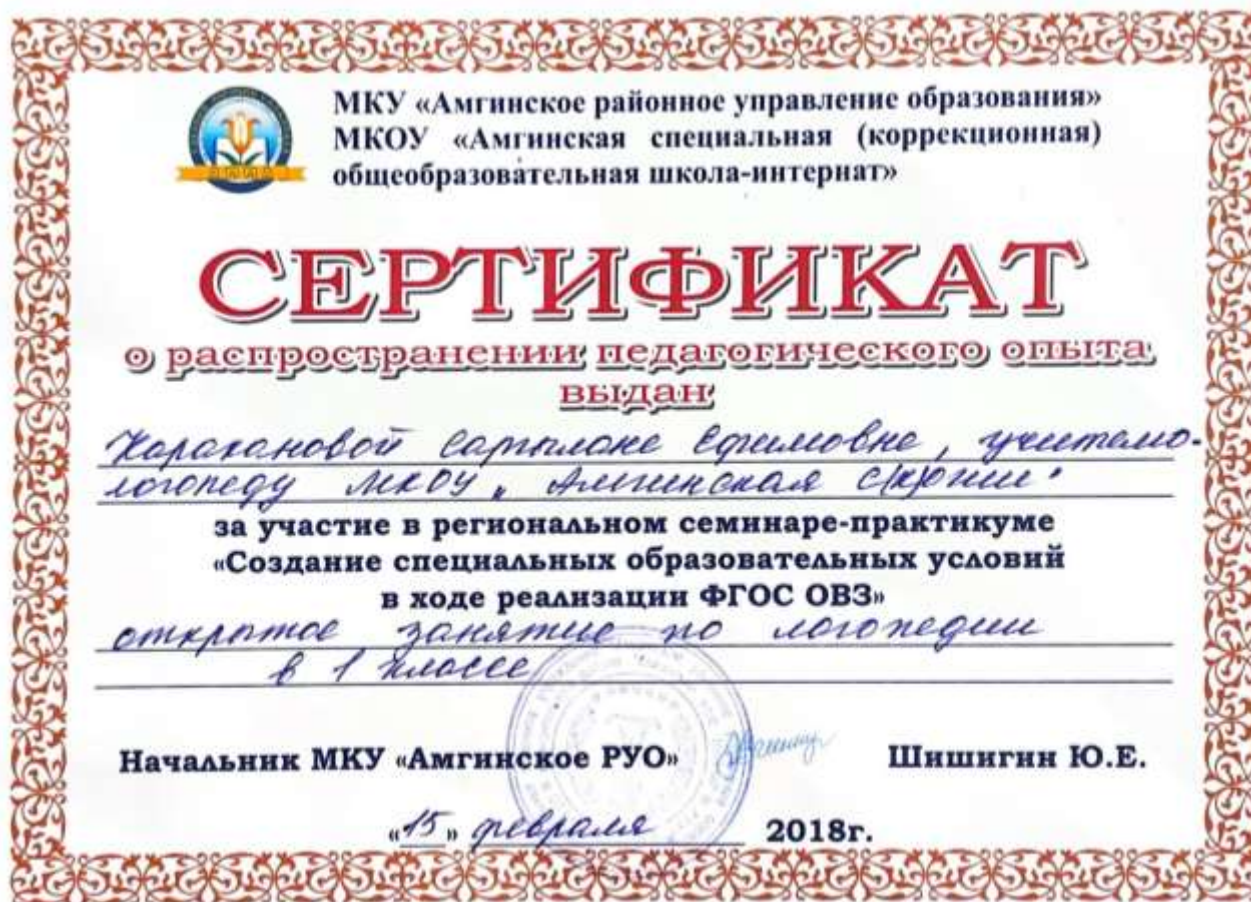 МКУ «Амгинское районное управление образования»
МКОУ «Амгинская специальная (коррекционная)
общеобразовательная школа-интернат»
СЕРТИФИКАТ
о распространении педагогического опыта
выдан
Саргылане Ефимовне, учителю-
логопеду МКОУ „Амгинская с(к)ОШИ"
за участие в региональном семинаре-практикуме
«Создание специальных образовательных условий
в ходе реализации ФГОС ОВЗ»
открытое занятие по логопедии
в 1 классе
Начальник МКУ «Амгинское РУО» Шишигин Ю.Е.
«15» февраля 2018г.